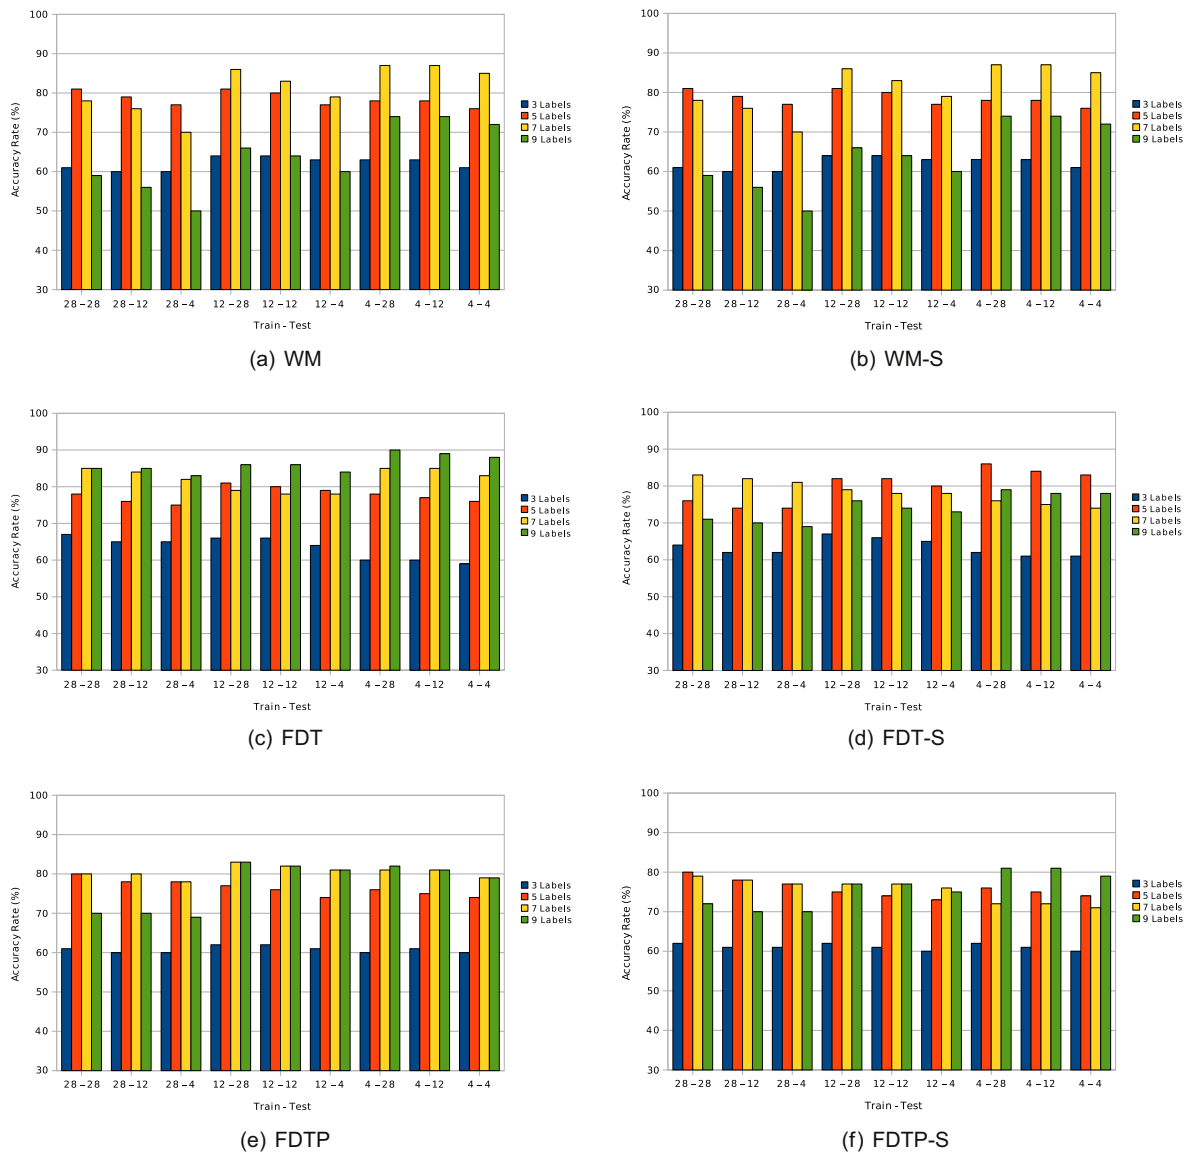 100
90
80
70
60
50
40
30
Accuracy Rate (%)
28 – 28 28 – 12 28 – 4 12 – 28 12 – 12 12 – 4 4 – 28 4 – 12 4 – 4
Train - Test
3 Labels
5 Labels
7 Labels
9 Labels
(a) WM
100
90
80
70
60
50
40
30
Accuracy Rate (%)
28 – 28 28 – 12 28 – 4 12 – 28 12 – 12 12 – 4 4 – 28 4 – 12 4 – 4
Train - Test
3 Labels
5 Labels
7 Labels
9 Labels
(b) WM-S
100
90
80
70
60
50
40
30
Accuracy Rate (%)
28 – 28 28 – 12 28 – 4 12 – 28 12 – 12 12 – 4 4 – 28 4 – 12 4 – 4
Train - Test
3 Labels
5 Labels
7 Labels
9 Labels
(c) FDT
100
90
80
70
60
50
40
30
Accuracy Rate (%)
28 - 28 28 – 12 28 – 4 12 – 28 12 – 12 12 – 4 4 – 28 4 – 12 4 – 4
Train - Test
3 Labels
5 Labels
7 Labels
9 Labels
(d) FDT-S
100
90
80
70
60
50
40
30
Accuracy Rate (%)
28 – 28 28 – 12 28 – 4 12 – 28 12 – 12 12 – 4 4 – 28 4 – 12 4 – 4
Train - Test
3 Labels
5 Labels
7 Labels
9 Labels
(e) FDTP
100
90
80
70
60
50
40
30
Accuracy Rate (%)
28 – 28 28 – 12 28 – 4 12 – 28 12 – 12 12 – 4 4 – 28 4 – 12 4 – 4
Train - Test
3 Labels
5 Labels
7 Labels
9 Labels
(f) FDTP-S